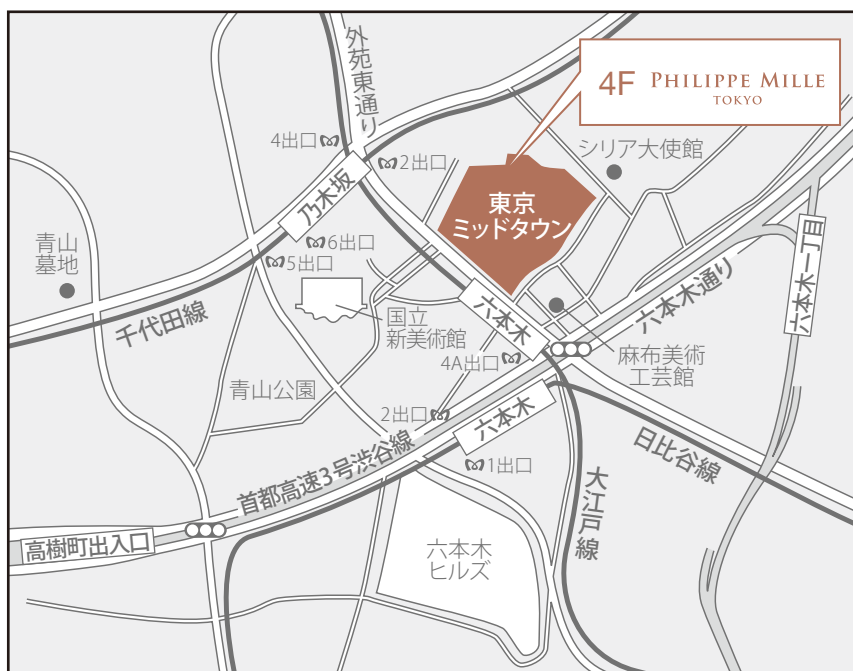 外苑東通り
4F PHILIPPE MILLE
TOKYO
4出口
2出口
シリア大使館
乃木坂
東京
ミッドタウン
青山
墓地
6出口
5出口
千代田線
国立
新美術館
六本木
六本木通り
六本木一丁目
4A出口
麻布美術
工芸館
青山公園
2出口
六本木
1出口
首都高速3号渋谷線
日比谷線
大江戸線
高樹町出入口
六本木
ヒルズ